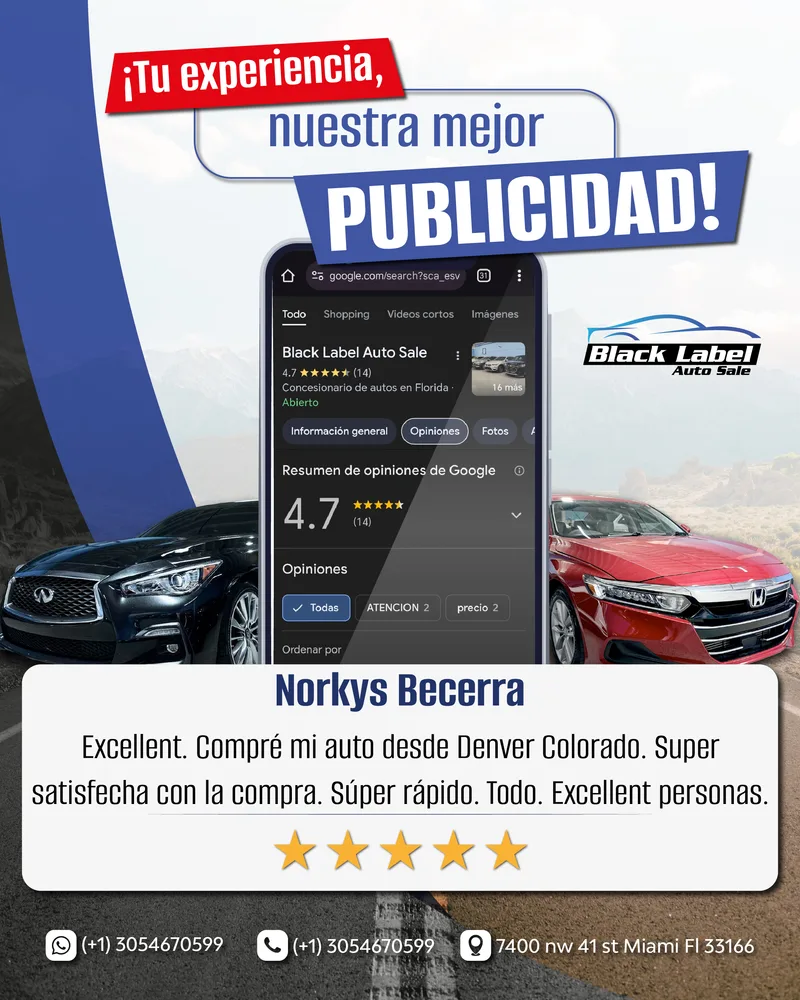 ¡Tu experiencia,
nuestra mejor
PUBLICIDAD!
google.com/search?sca_esv
31
Todo Shopping Videos cortos Imágenes
Black Label Auto Sale
4.7 (14)
16 más
Concesionario de autos en Florida ·
Abierto
Información general Opiniones Fotos A
Resumen de opiniones de Google
4.7
(14)
Opiniones
Todas ATENCION 2 precio 2
Ordenar por
Black Label
Auto Sale
Norkys Becerra
Excellent. Compré mi auto desde Denver Colorado. Super
satisfecha con la compra. Súper rápido. Todo. Excellent personas.
(+1) 3054670599 (+1) 3054670599 7400 nw 41 st Miami Fl 33166